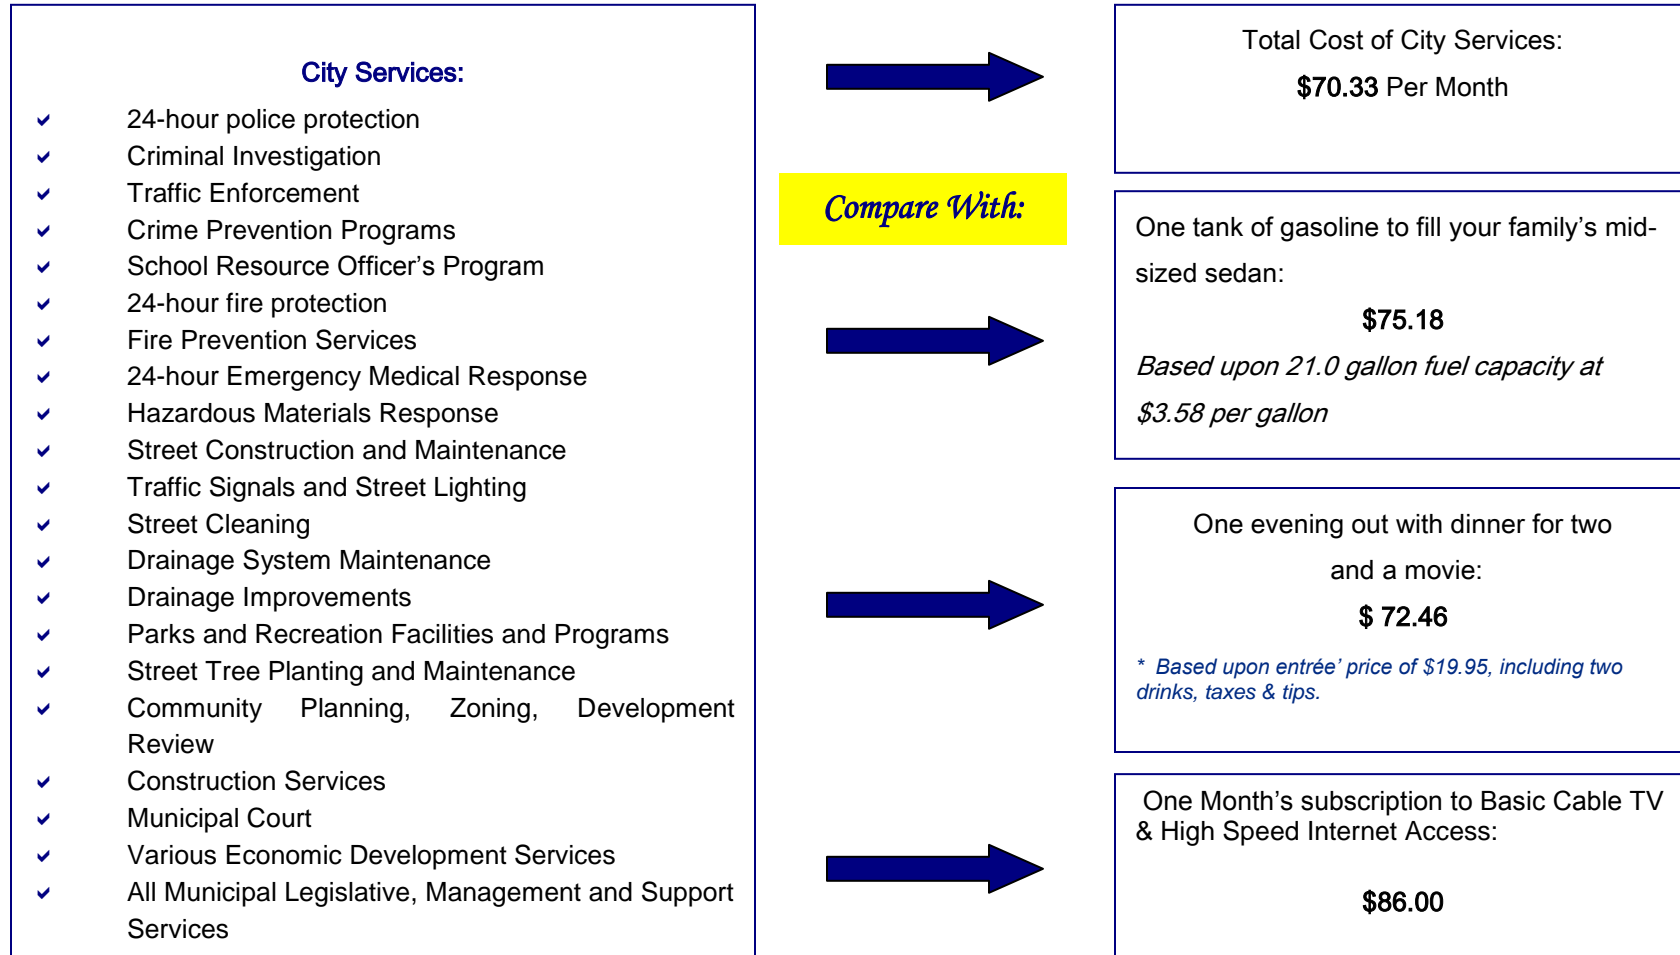 City Services:
24-hour police protection
Criminal Investigation
Traffic Enforcement
Crime Prevention Programs
School Resource Officer’s Program
24-hour fire protection
Fire Prevention Services
24-hour Emergency Medical Response
Hazardous Materials Response
Street Construction and Maintenance
Traffic Signals and Street Lighting
Street Cleaning
Drainage System Maintenance
Drainage Improvements
Parks and Recreation Facilities and Programs
Street Tree Planting and Maintenance
Community Planning, Zoning, Development
Review
Construction Services
Municipal Court
Various Economic Development Services
All Municipal Legislative, Management and Support
Services
Compare With:
Total Cost of City Services:
$70.33 Per Month
One tank of gasoline to fill your family’s mid-
sized sedan:
$75.18
Based upon 21.0 gallon fuel capacity at
$3.58 per gallon
One evening out with dinner for two
and a movie:
$ 72.46
* Based upon entrée’ price of $19.95, including two
drinks, taxes & tips.
One Month’s subscription to Basic Cable TV
& High Speed Internet Access:
$86.00